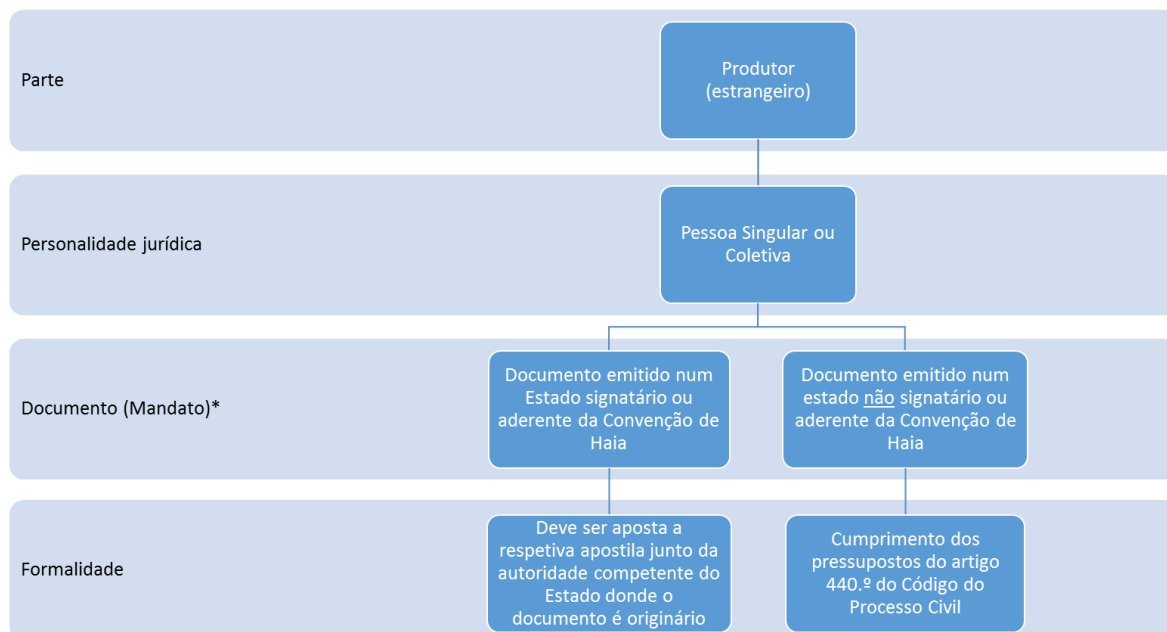 Parte
Produtor
(estrangeiro)
Personalidade jurídica
Pessoa Singular ou
Coletiva
Documento (Mandato)*
Documento emitido num
Estado signatário ou
aderente da Convenção de
Haia
Documento emitido num
estado não signatário ou
aderente da Convenção de
Haia
Formalidade
Deve ser aposta a
respetiva apostila junto da
autoridade competente do
Estado donde o
documento é originário
Cumprimento dos
pressupostos do artigo
440.º do Código do
Processo Civil